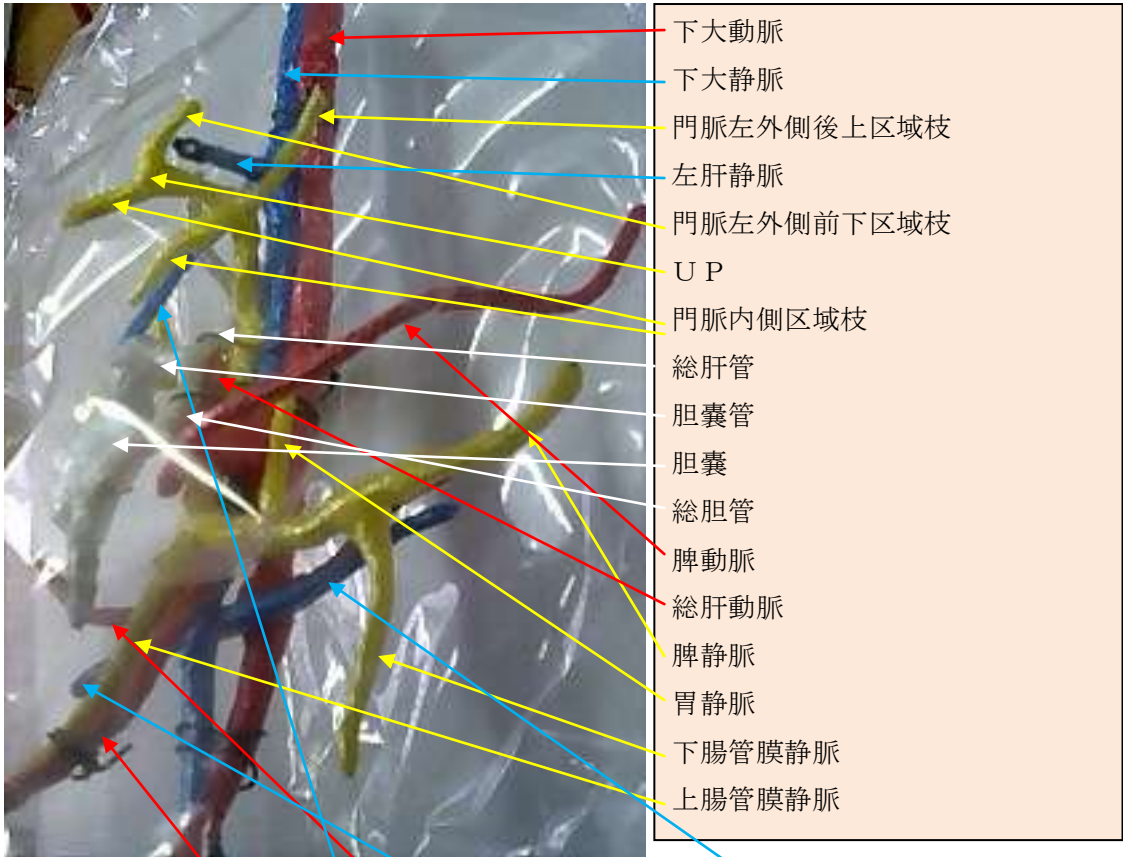 下大動脈
下大静脈
門脈左外側後上区域枝
左肝静脈
門脈左外側前下区域枝
ＵＰ
門脈内側区域枝
総肝管
胆嚢管
胆嚢
総胆管
脾動脈
総肝動脈
脾静脈
胃静脈
下腸管膜静脈
上腸管膜静脈